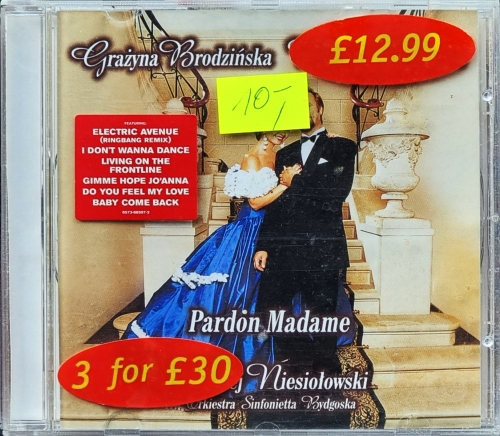 Grażyna Brodzińska
£12.99
10,-
FEATURING:
ELECTRIC AVENUE
(RINGBANG REMIX)
I DON'T WANNA DANCE
LIVING ON THE
FRONTLINE
GIMME HOPE JO'ANNA
DO YOU FEEL MY LOVE
BABY COME BACK
Pardon Madame
3 for £30
Niesiołowski
Orkiestra Sinfonietta Bydgoska